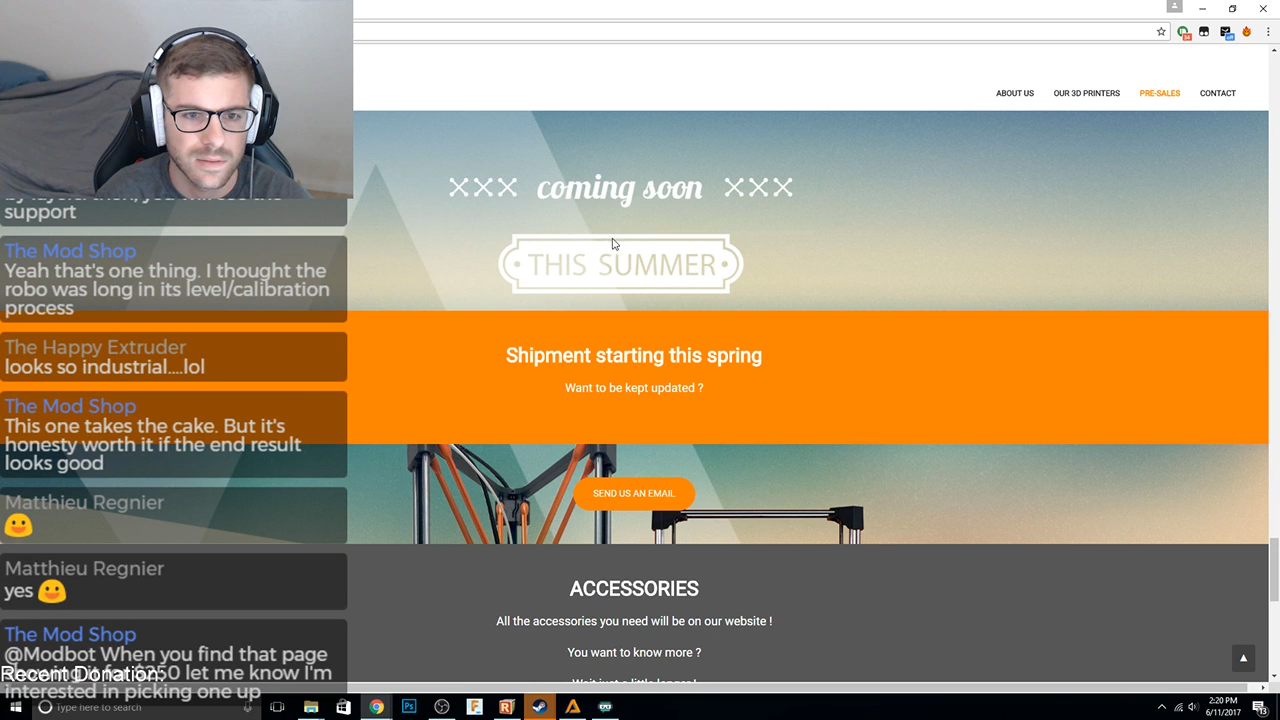 ABOUT US
OUR 3D PRINTERS
PRE-SALES
CONTACT
coming soon
THIS SUMMER
Shipment starting this spring
Want to be kept updated ?
SEND US AN EMAIL
ACCESSORIES
All the accessories you need will be on our website !
You want to know more ?
Wait just a little longer !
support
The Mod Shop
Yeah that's one thing. I thought the
robo was long in its level/calibration
process
The Happy Extruder
looks so industrial....lol
The Mod Shop
This one takes the cake. But it's
honesty worth it if the end result
looks good
Matthieu Regnier
Matthieu Regnier
yes
The Mod Shop
@Modbot When you find that page
Recent Donation:
250 let me know I'm
interested in picking one up
Type here to search
2:20 PM
6/11/2017